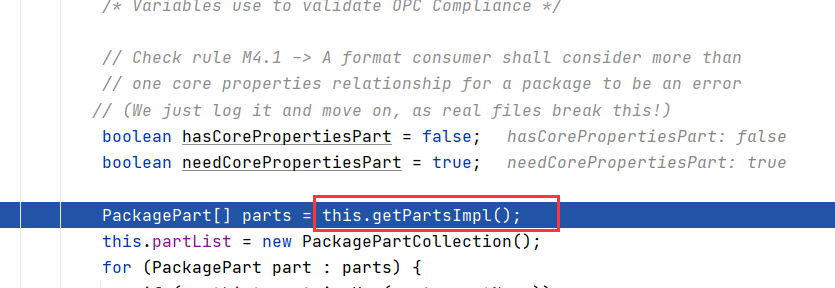 /* Variables use to validate OPC Compliance */
// Check rule M4.1 -> A format consumer shall consider more than
// one core properties relationship for a package to be an error
// (We just log it and move on, as real files break this!)
boolean hasCorePropertiesPart = false; hasCorePropertiesPart: false
boolean needCorePropertiesPart = true; needCorePropertiesPart: true
PackagePart[] parts = this.getPartsImpl();
this.partList = new PackagePartCollection();
for (PackagePart part : parts) {